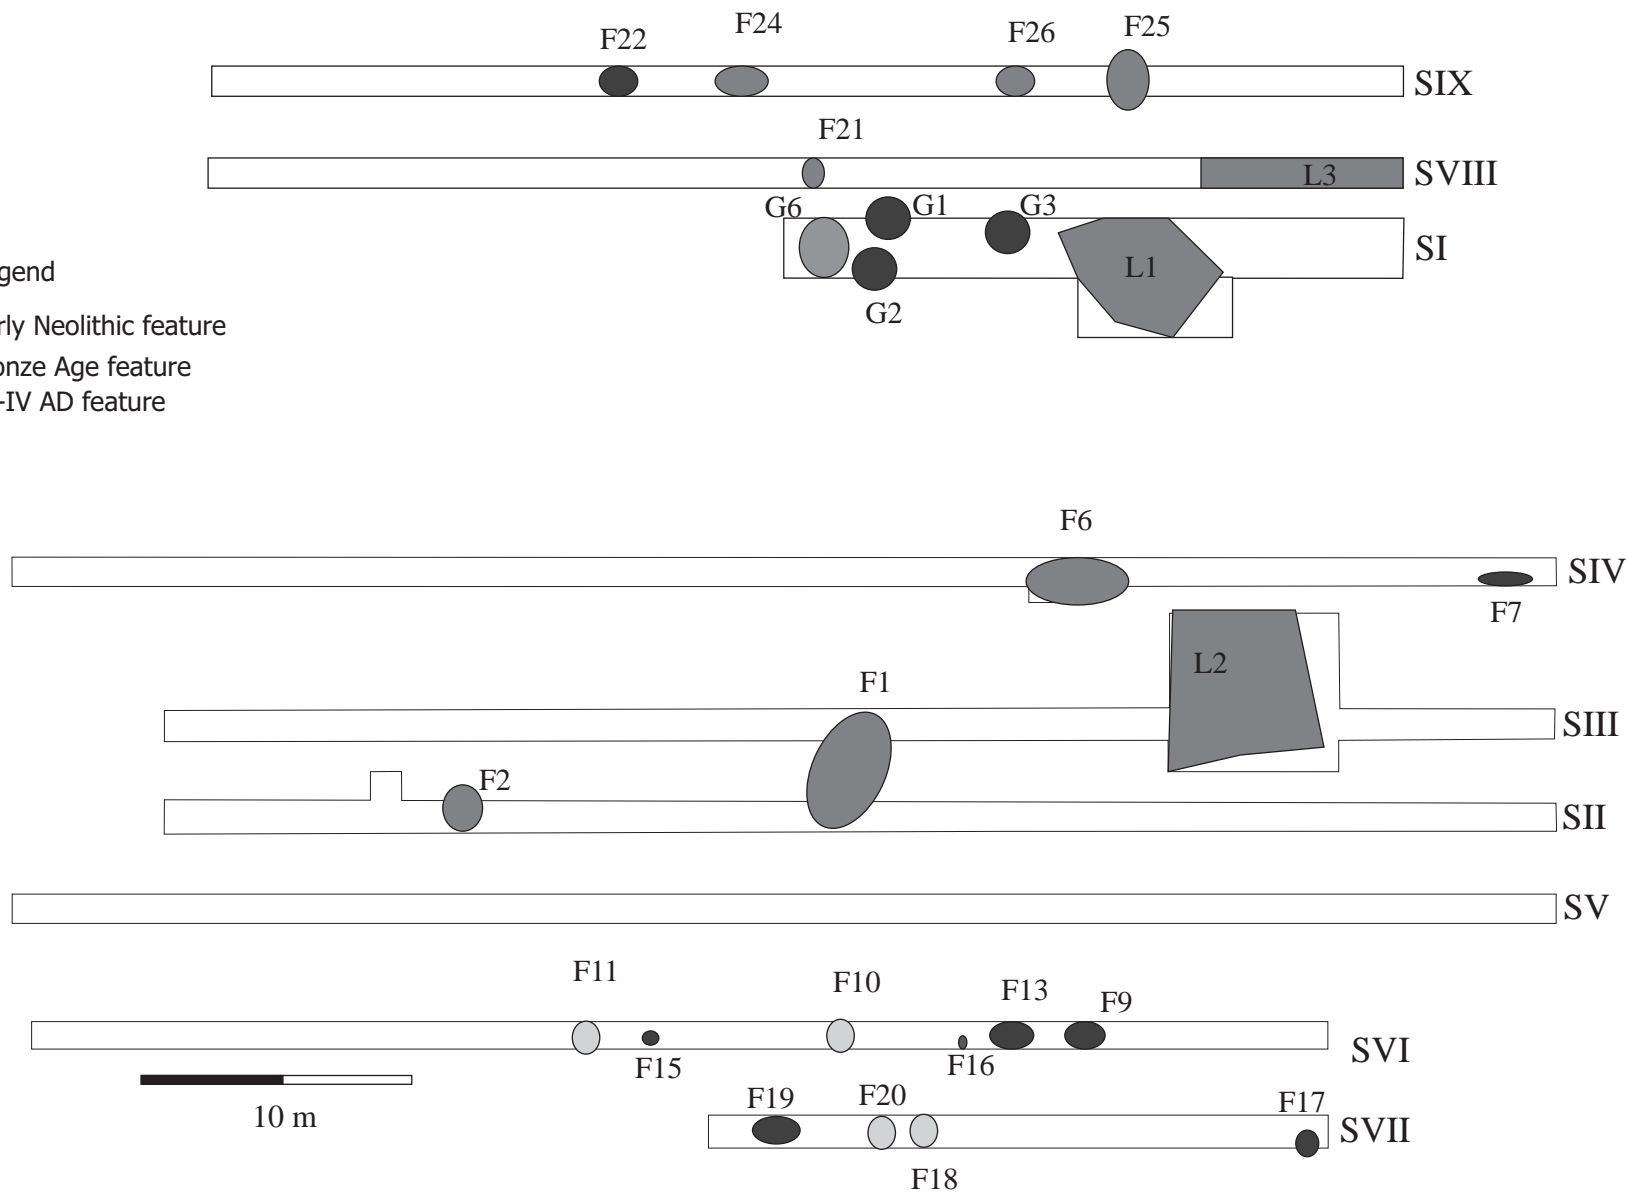 F22 F24 F26 F25
SIX
F21
L3 SVIII
G6 G1 G3
L1 SI
G2
gend
rly Neolithic feature
onze Age feature
-IV AD feature
F6
SIV
F7
L2
F1
SIII
F2
SII
SV
F11 F10 F13 F9
F15 F16 SVI
10 m
F19 F20 F17
SVII
F18